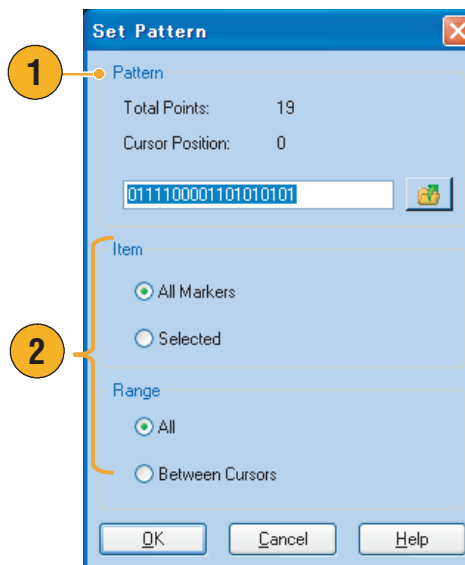 Set Pattern
1
Pattern
Total Points: 19
Cursor Position: 0
0111100001101010101
Item
All Markers
Selected
2
Range
All
Between Cursors
OK Cancel Help